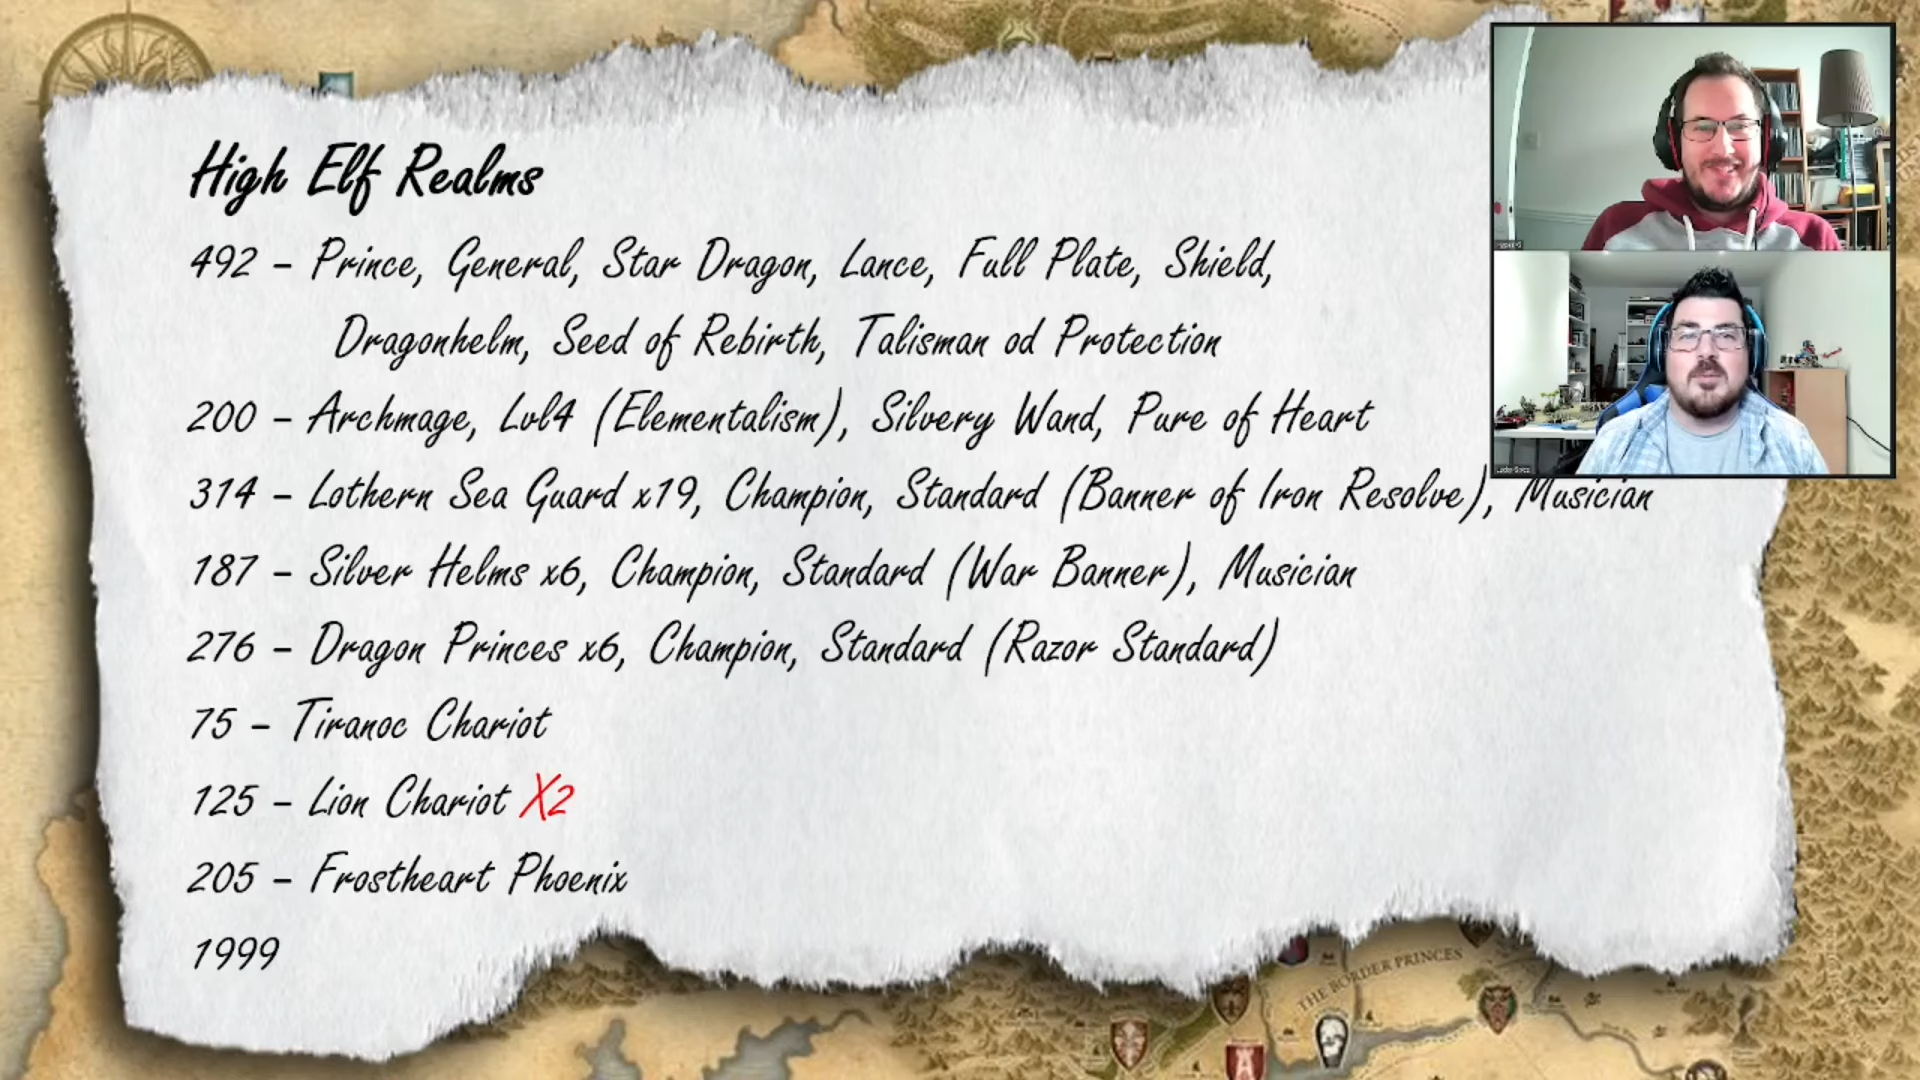 High Elf Realms
492 – Prince, General, Star Dragon, Lance, Full Plate, Shield,
Dragonhelm, Seed of Rebirth, Talisman od Protection
200 – Archmage, Lvl4 (Elementalism), Silvery Wand, Pure of Heart
314 – Lothern Sea Guard x19, Champion, Standard (Banner of Iron Resolve), Musician
187 – Silver Helms x6, Champion, Standard (War Banner), Musician
276 – Dragon Princes x6, Champion, Standard (Razor Standard)
75 – Tiranoc Chariot
125 – Lion Chariot X2
205 – Frostheart Phoenix
1999
THE BORDER PRINCES